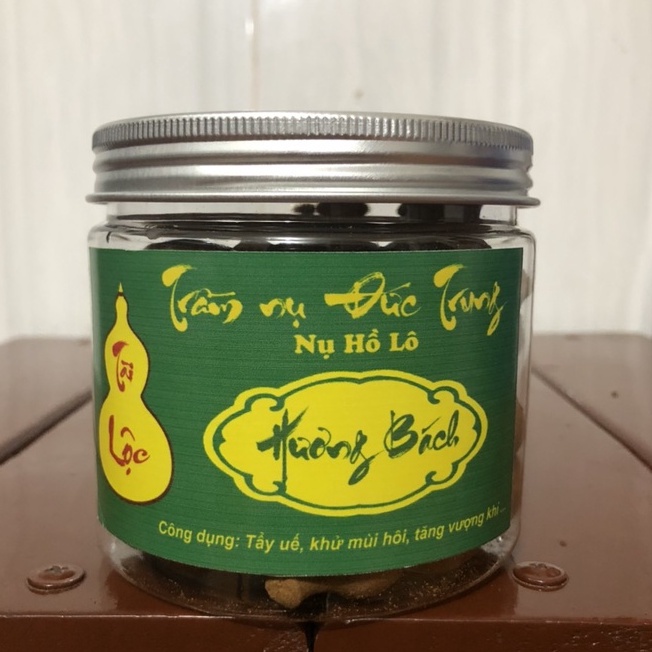 Trầm nụ Đức Trung
Nụ Hồ Lô
Tài
Lộc
Hương Bách
Công dụng: Tẩy uế, khử mùi hôi, tăng vượng khí...